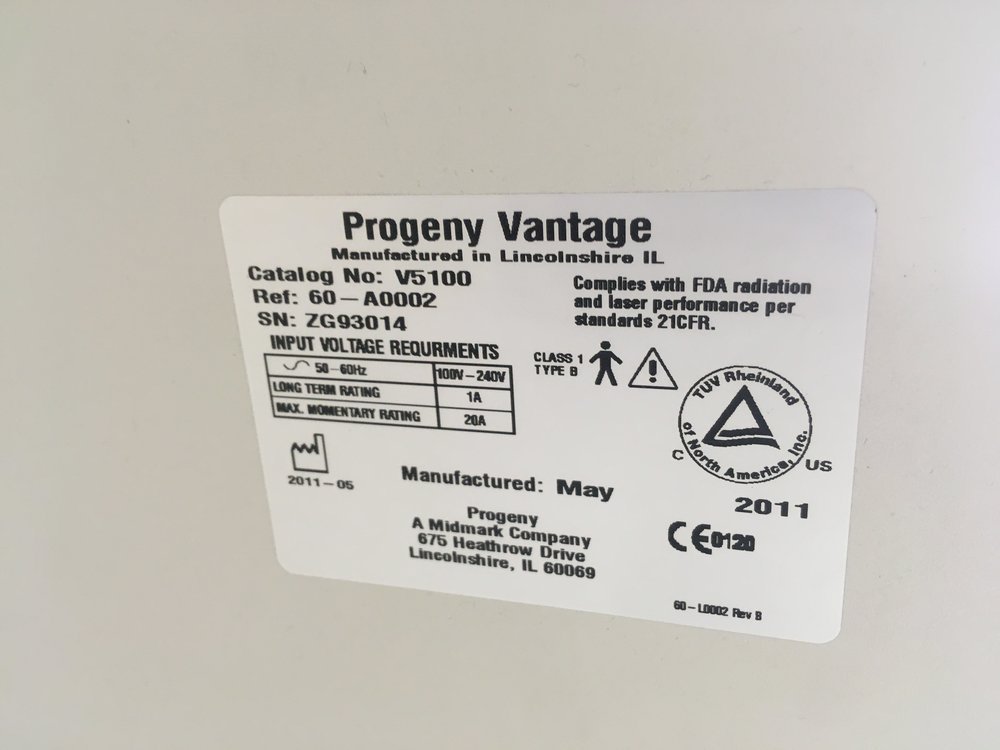 Progeny Vantage
Manufactured in Lincolnshire IL
Catalog No: V5100
Ref: 60-A0002
SN: ZG93014
Complies with FDA radiation
and laser performance per
standards 21CFR.
INPUT VOLTAGE REQURMENTS
50-60Hz 100V-240V
LONG TERM RATING 1A
MAX. MOMENTARY RATING 20A
CLASS 1
TYPE B
TUV Rheinland
of North America, Inc.
C US
2011-05
Manufactured: May 2011
Progeny
A Midmark Company
675 Heathrow Drive
Lincolnshire, IL 60069
CE0120
60-L0002 Rev B